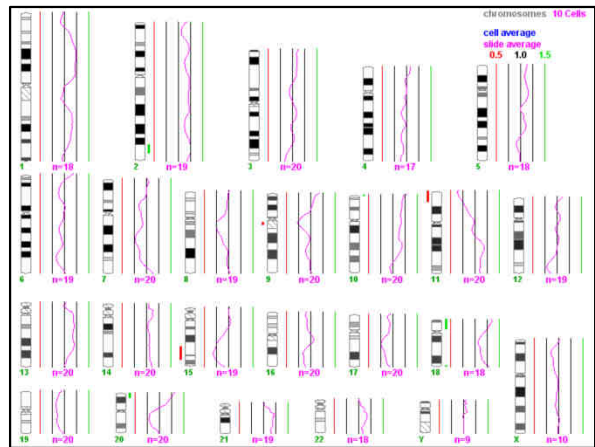 chromosomes 10 Cells
cell average
slide average
0.5 1.0 1.5
1 n=18 2 n=19 3 n=20 4 n=17 5 n=18
6 n=19 7 n=20 8 n=19 9 n=20 10 n=20 11 n=20 12 n=19
13 n=20 14 n=20 15 n=19 16 n=20 17 n=20 18 n=18
19 n=20 20 n=20 21 n=19 22 n=18 Y n=9 X n=10